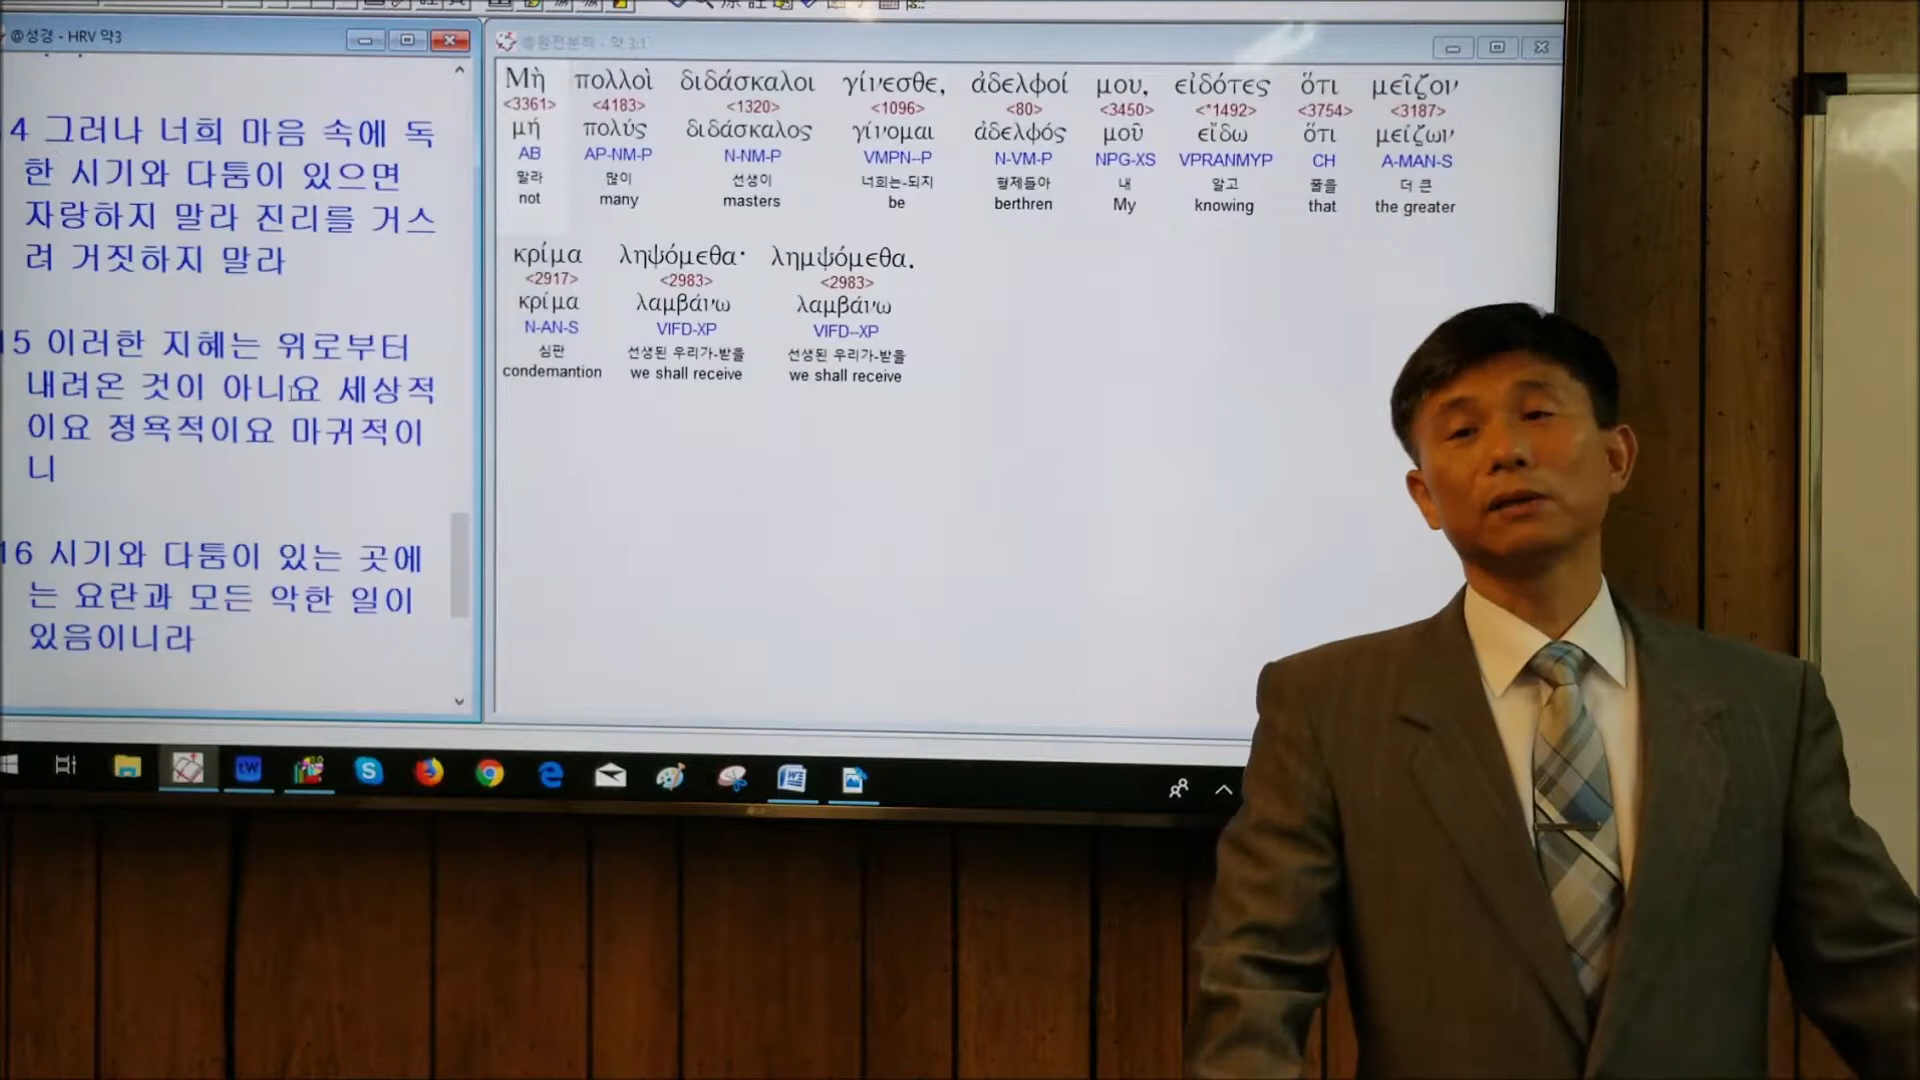 @성경 - HRV 약3
4 그러나 너희 마음 속에 독
한 시기와 다툼이 있으면
자랑하지 말라 진리를 거스
려 거짓하지 말라
15 이러한 지혜는 위로부터
내려온 것이 아니요 세상적
이요 정욕적이요 마귀적이
니
16 시기와 다툼이 있는 곳에
는 요란과 모든 악한 일이
있음이니라
@원전분해 - 약 3:1
Μὴ πολλοὶ διδάσκαλοι γίνεσθε, ἀδελφοί μου, εἰδότες ὅτι μεῖζον
<3361> <4183> <1320> <1096> <80> <3450> <*1492> <3754> <3187>
μή πολύς διδάσκαλος γίνομαι ἀδελφός μοῦ εἴδω ὅτι μείζων
AB AP-NM-P N-NM-P VMPN--P N-VM-P NPG-XS VPRANMYP CH A-MAN-S
말라 많이 선생이 너희는-되지 형제들아 내 알고 줄을 더 큰
not many masters be berthren My knowing that the greater
κρίμα ληψόμεθα· λημψόμεθα.
<2917> <2983> <2983>
κρίμα λαμβάνω λαμβάνω
N-AN-S VIFD-XP VIFD--XP
심판 선생된 우리가-받을 선생된 우리가-받을
condemantion we shall receive we shall receive